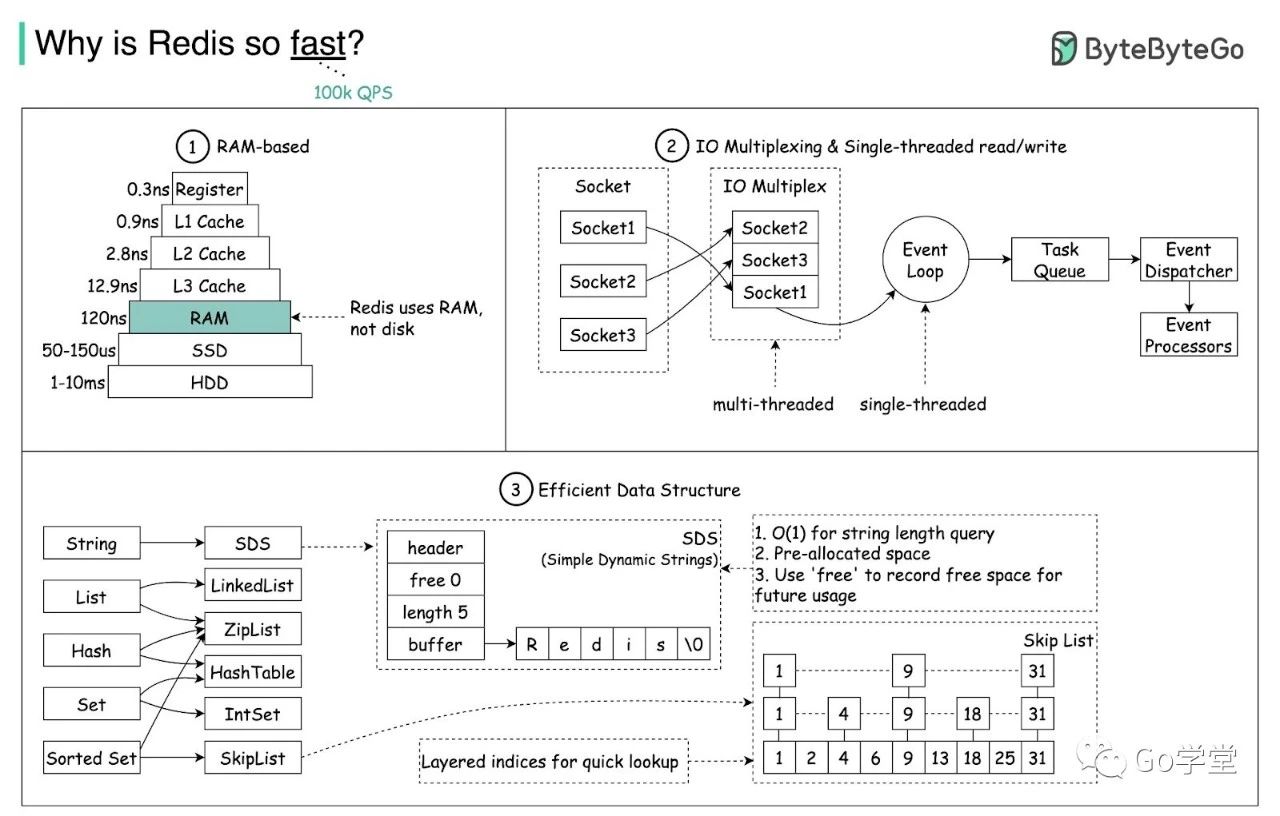 Why is Redis so fast?
ByteByteGo
100k QPS
1 RAM-based
0.3ns Register
0.9ns L1 Cache
2.8ns L2 Cache
12.9ns L3 Cache
120ns RAM
50-150us SSD
1-10ms HDD
Redis uses RAM,
not disk
2 IO Multiplexing & Single-threaded read/write
Socket
Socket1
Socket2
Socket3
IO Multiplex
Socket2
Socket3
Socket1
multi-threaded
Event
Loop
single-threaded
Task
Queue
Event
Dispatcher
Event
Processors
3 Efficient Data Structure
String
List
Hash
Set
Sorted Set
SDS
LinkedList
ZipList
HashTable
IntSet
SkipList
header
free 0
length 5
buffer
R e d i s \0
SDS
(Simple Dynamic Strings)
1. O(1) for string length query
2. Pre-allocated space
3. Use 'free' to record free space for
future usage
Skip List
1 9 31
1 4 9 18 31
1 2 4 6 9 13 18 25 31
Layered indices for quick lookup
Go学堂